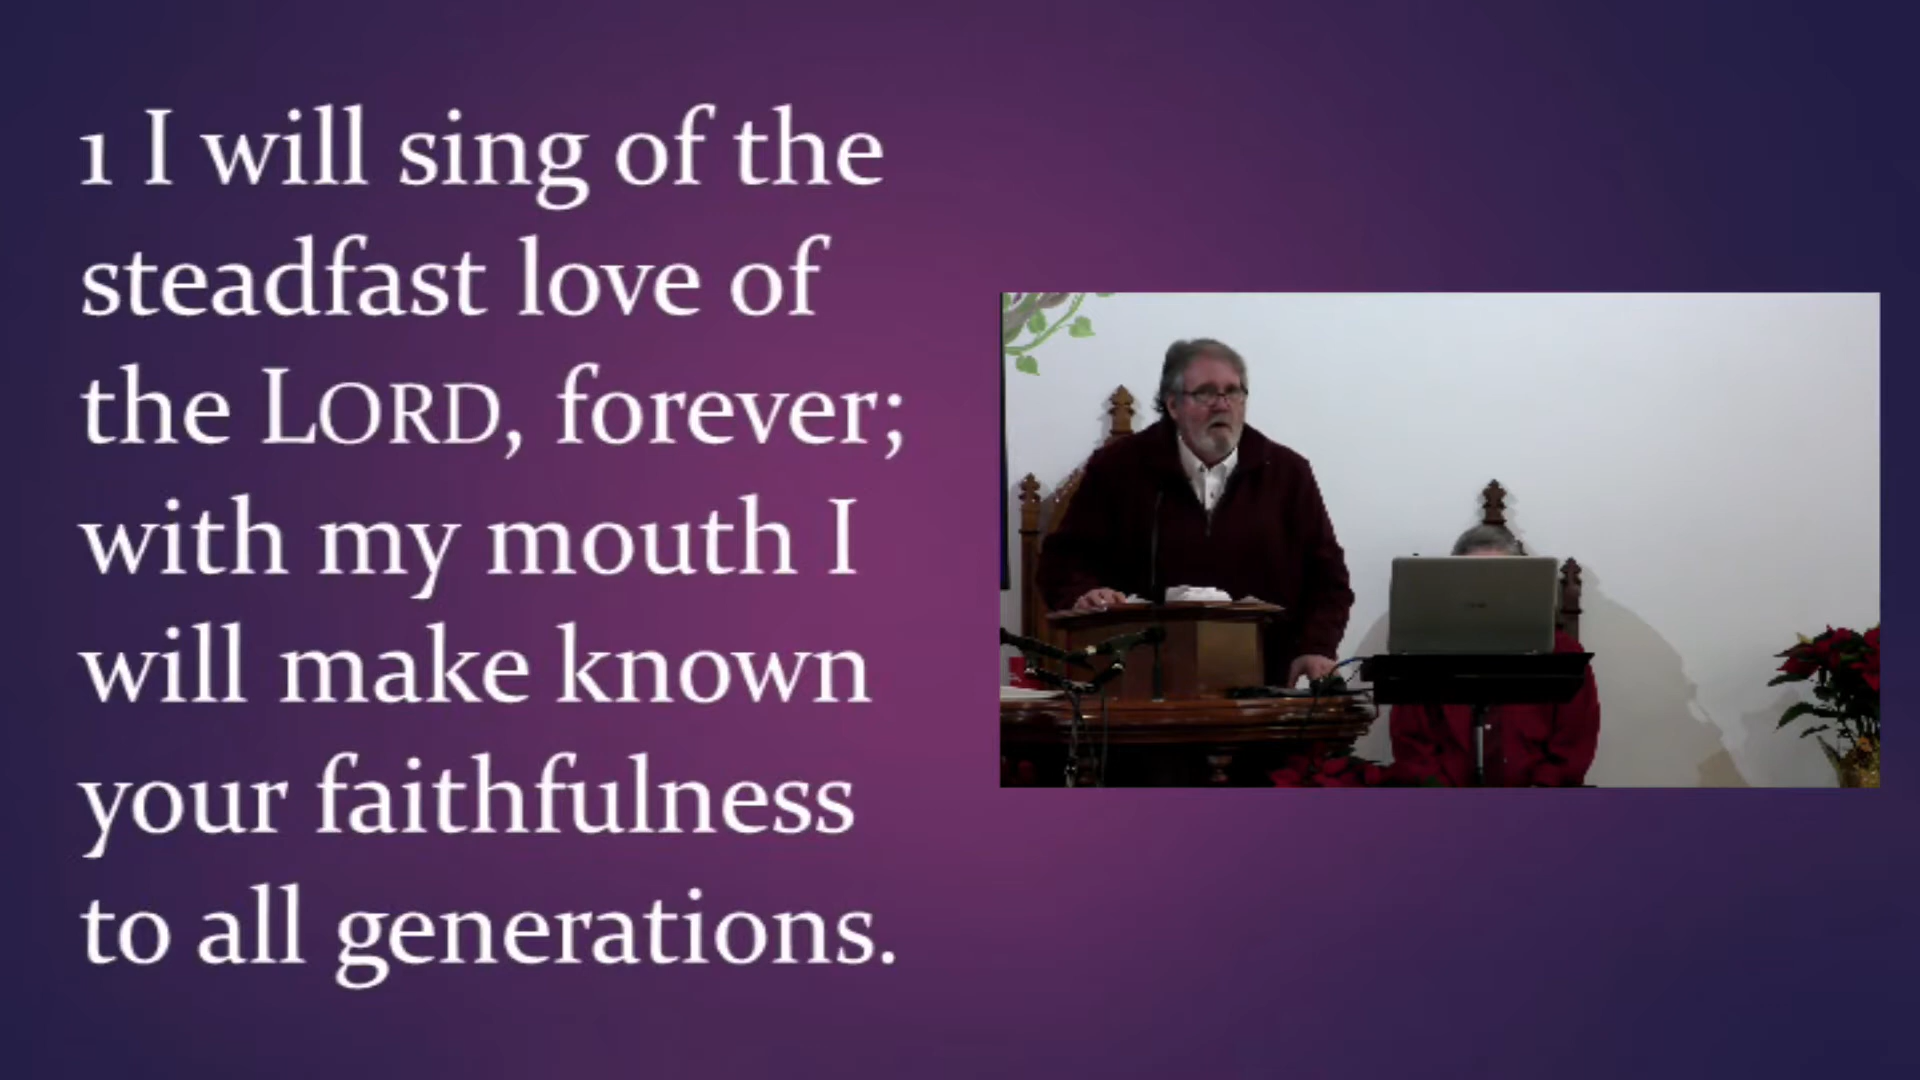 1 I will sing of the
steadfast love of
the LORD, forever;
with my mouth I
will make known
your faithfulness
to all generations.